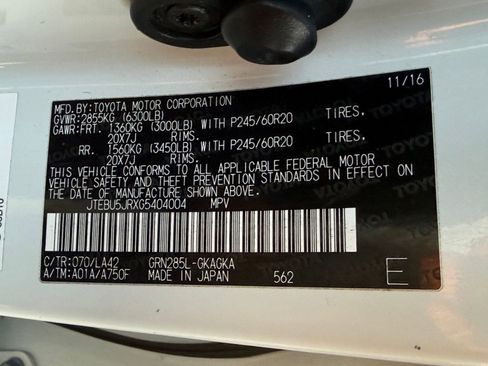 11/16
MFD.BY:TOYOTA MOTOR CORPORATION
GVWR:2855KG (6300LB)
GAWR:FRT. 1360KG (3000LB) WITH P245/60R20 TIRES.
20X7J RIMS.
RR. 1560KG (3450LB) WITH P245/60R20 TIRES.
20X7J RIMS.
THIS VEHICLE CONFORMS TO ALL APPLICABLE FEDERAL MOTOR
VEHICLE SAFETY AND THEFT PREVENTION STANDARDS IN EFFECT ON
THE DATE OF MANUFACTURE SHOWN ABOVE.
JTEBU5JRXG5404004 MPV
C/TR:070/LA42 GRN285L-GKAGKA
A/TM:A01A/A750F MADE IN JAPAN 562 E